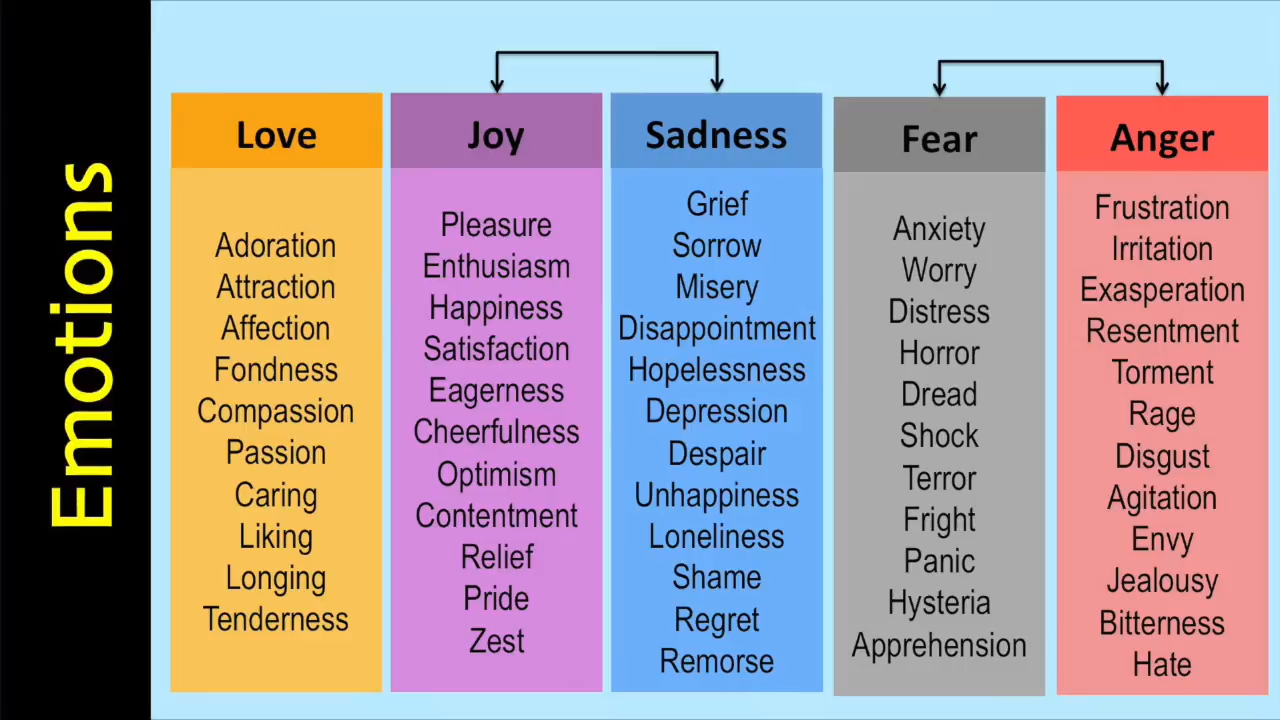 Emotions
Love
Adoration
Attraction
Affection
Fondness
Compassion
Passion
Caring
Liking
Longing
Tenderness
Joy
Pleasure
Enthusiasm
Happiness
Satisfaction
Eagerness
Cheerfulness
Optimism
Contentment
Relief
Pride
Zest
Sadness
Grief
Sorrow
Misery
Disappointment
Hopelessness
Depression
Despair
Unhappiness
Loneliness
Shame
Regret
Remorse
Fear
Anxiety
Worry
Distress
Horror
Dread
Shock
Terror
Fright
Panic
Hysteria
Apprehension
Anger
Frustration
Irritation
Exasperation
Resentment
Torment
Rage
Disgust
Agitation
Envy
Jealousy
Bitterness
Hate